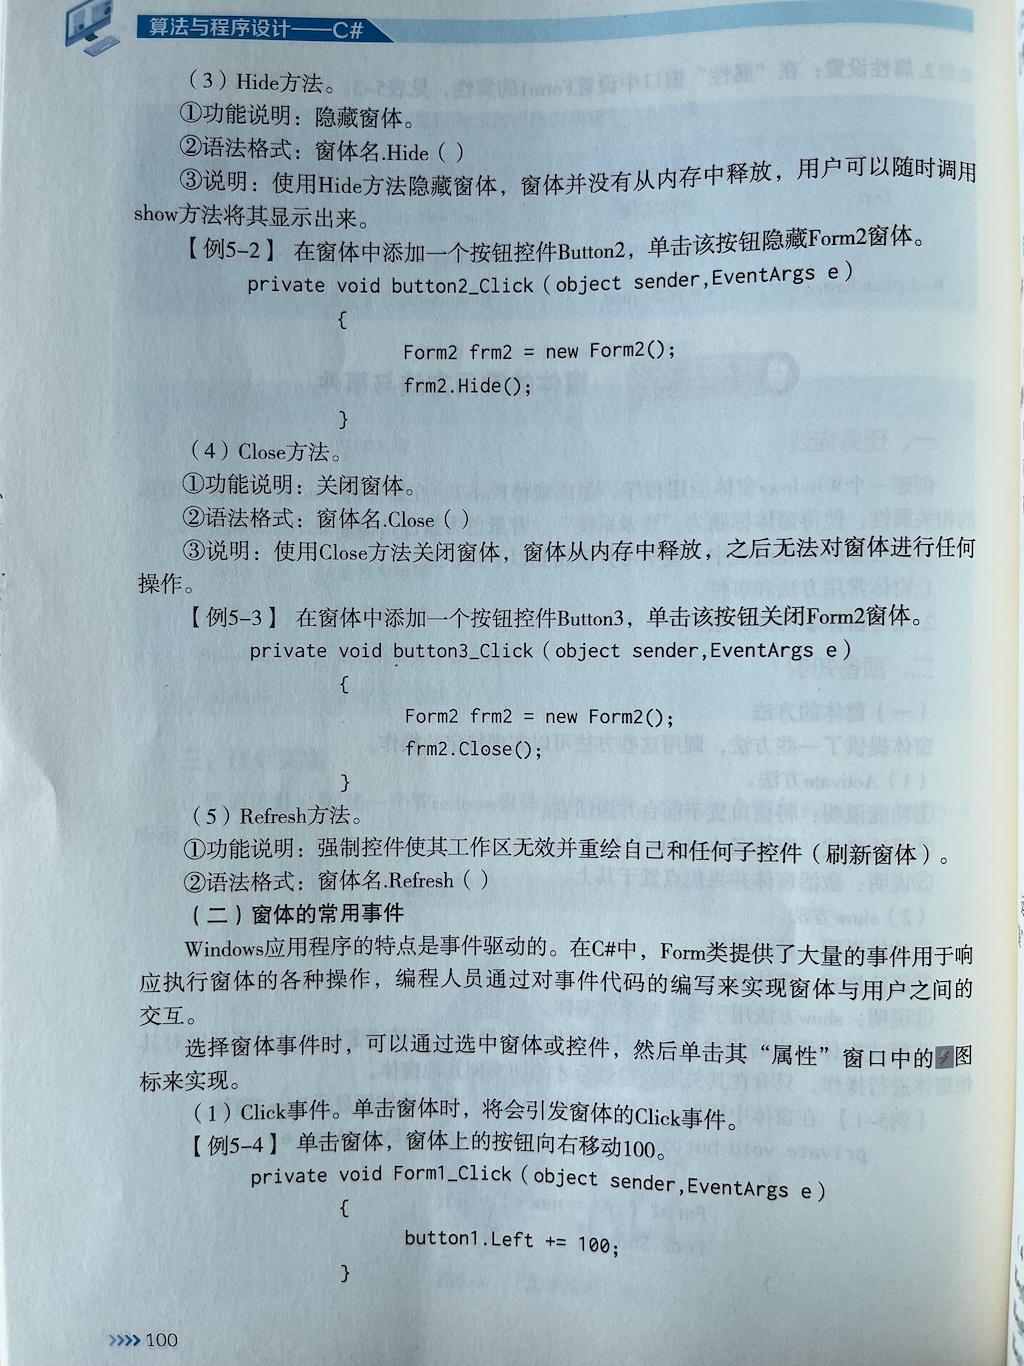 算法与程序设计——C#
（3）Hide方法。
①功能说明：隐藏窗体。
②语法格式：窗体名.Hide（）
③说明：使用Hide方法隐藏窗体，窗体并没有从内存中释放，用户可以随时调用
show方法将其显示出来。
【例5-2】 在窗体中添加一个按钮控件Button2，单击该按钮隐藏Form2窗体。
private void button2_Click（object sender,EventArgs e）
{
Form2 frm2 = new Form2();
frm2.Hide();
}
（4）Close方法。
①功能说明：关闭窗体。
②语法格式：窗体名.Close（）
③说明：使用Close方法关闭窗体，窗体从内存中释放，之后无法对窗体进行任何
操作。
【例5-3】 在窗体中添加一个按钮控件Button3，单击该按钮关闭Form2窗体。
private void button3_Click（object sender,EventArgs e）
{
Form2 frm2 = new Form2();
frm2.Close();
}
（5）Refresh方法。
①功能说明：强制控件使其工作区无效并重绘自己和任何子控件（刷新窗体）。
②语法格式：窗体名.Refresh（）
（二）窗体的常用事件
Windows应用程序的特点是事件驱动的。在C#中，Form类提供了大量的事件用于响
应执行窗体的各种操作，编程人员通过对事件代码的编写来实现窗体与用户之间的
交互。
选择窗体事件时，可以通过选中窗体或控件，然后单击其“属性”窗口中的图
标来实现。
（1）Click事件。单击窗体时，将会引发窗体的Click事件。
【例5-4】 单击窗体，窗体上的按钮向右移动100。
private void Form1_Click（object sender,EventArgs e）
{
button1.Left += 100;
}
»»» 100